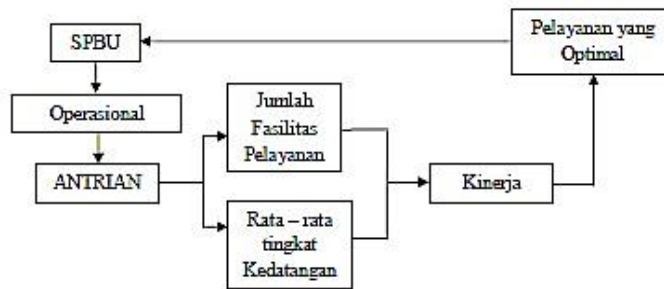 SPBU
Pelayanan yang
Optimal
Operasional
Jumlah
Fasilitas
Pelayanan
ANTRIAN
Kinerja
Rata – rata
tingkat
Kedatangan